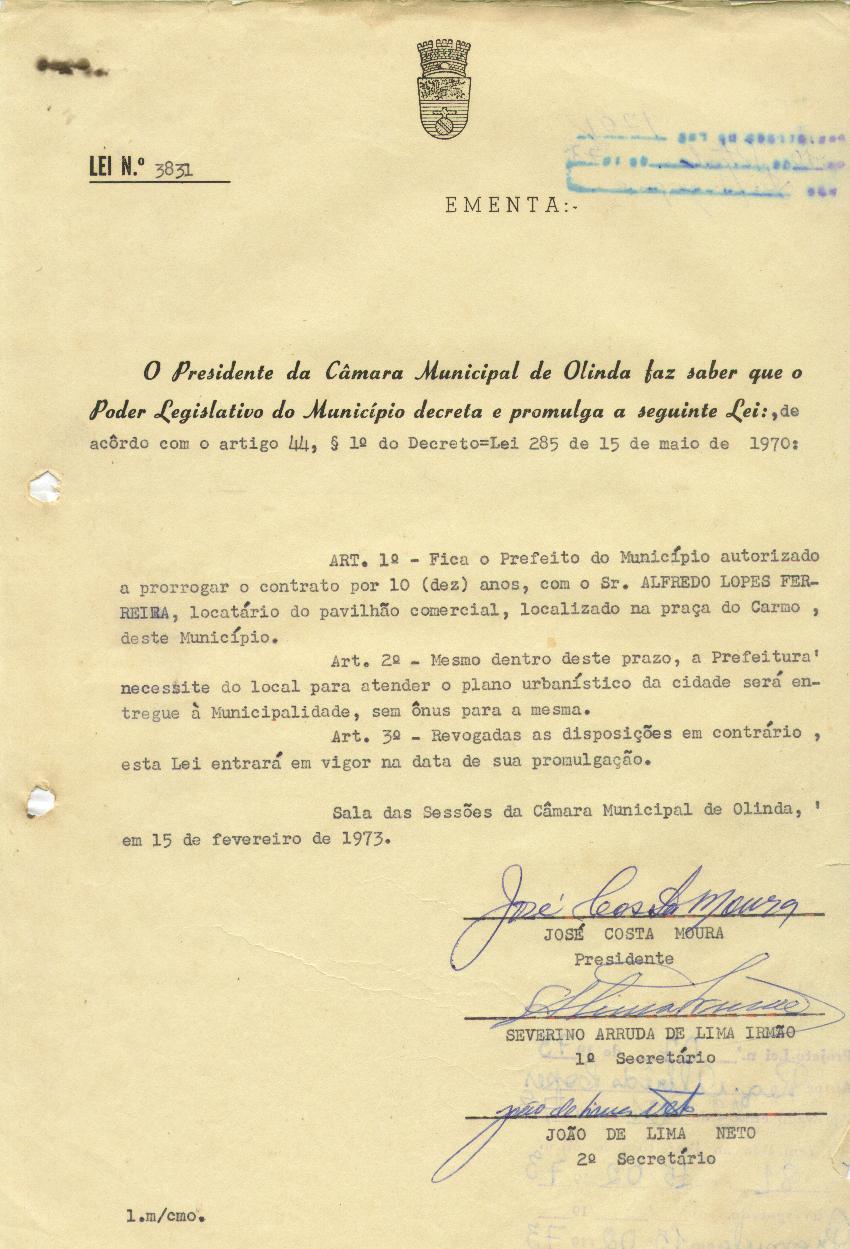 LEI N.º 3831
EMENTA:-
O Presidente da Câmara Municipal de Olinda faz saber que o
Poder Legislativo do Município decreta e promulga a seguinte Lei:,de
acôrdo com o artigo 44, § 1º do Decreto=Lei 285 de 15 de maio de 1970:
ART. 1º - Fica o Prefeito do Município autorizado
a prorrogar o contrato por 10 (dez) anos, com o Sr. ALFREDO LOPES FER-
REIRA, locatário do pavilhão comercial, localizado na praça do Carmo ,
deste Município.
Art. 2º - Mesmo dentro deste prazo, a Prefeitura'
necessite do local para atender o plano urbanístico da cidade será en-
tregue à Municipalidade, sem ônus para a mesma.
Art. 3º - Revogadas as disposições em contrário ,
esta Lei entrará em vigor na data de sua promulgação.
Sala das Sessões da Câmara Municipal de Olinda, '
em 15 de fevereiro de 1973.
José Costa Moura
JOSÉ COSTA MOURA
Presidente
SEVERINO ARRUDA DE LIMA IRMÃO
1º Secretário
João de Lima Neto
JOÃO DE LIMA NETO
2º Secretário
l.m/cmo.